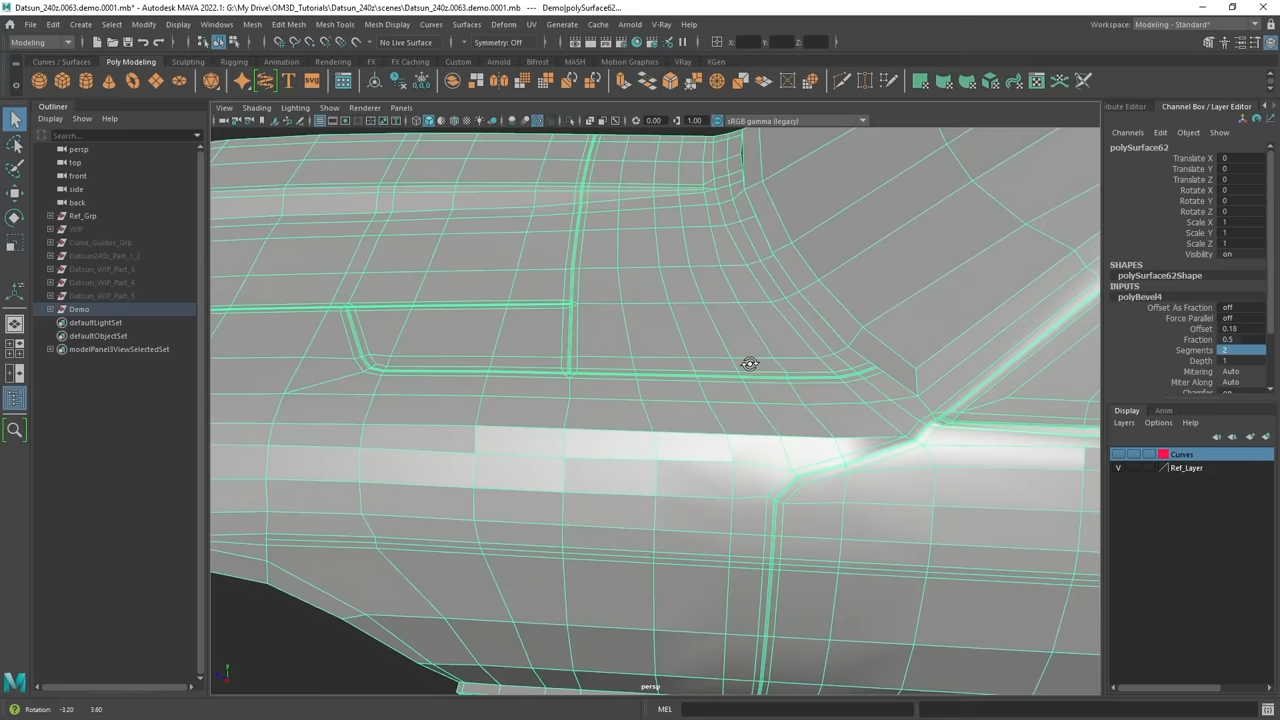 Datsun_240z.0063.demo.0001.mb* - Autodesk MAYA 2022.1: G:\My Drive\OM3D_Tutorials\Datsun_240z\scenes\Datsun_240z.0063.demo.0001.mb* --- Demo|polySurface62...
File Edit Create Select Modify Display Windows Mesh Edit Mesh Mesh Tools Mesh Display Curves Surfaces Deform UV Generate Cache Arnold V-Ray Help
Workspace: Modeling - Standard*
Modeling
No Live Surface
Symmetry: Off
X: Y: Z:
Curves / Surfaces Poly Modeling Sculpting Rigging Animation Rendering FX FX Caching Custom Arnold Bifrost MASH Motion Graphics VRay XGen
Outliner
Display Show Help
Search...
persp
top
front
side
back
Ref_Grp
WIP
Curve_Guides_Grp
Datsun240z_Part_1_2
Datsun_WIP_Part_3
Datsun_WIP_Part_4
Datsun_WIP_Part_5
Demo
defaultLightSet
defaultObjectSet
modelPanel3ViewSelectedSet
View Shading Lighting Show Renderer Panels
0.00 1.00 sRGB gamma (legacy)
persp
ibute Editor Channel Box / Layer Editor
Channels Edit Object Show
polySurface62
Translate X 0
Translate Y 0
Translate Z 0
Rotate X 0
Rotate Y 0
Rotate Z 0
Scale X 1
Scale Y 1
Scale Z 1
Visibility on
SHAPES
polySurface62Shape
INPUTS
polyBevel4
Offset As Fraction off
Force Parallel off
Offset 0.18
Fraction 0.5
Segments 2
Depth 1
Mitering Auto
Miter Along Auto
Display Anim
Layers Options Help
Curves
V Ref_Layer
Rotation: -3.20 3.60
MEL